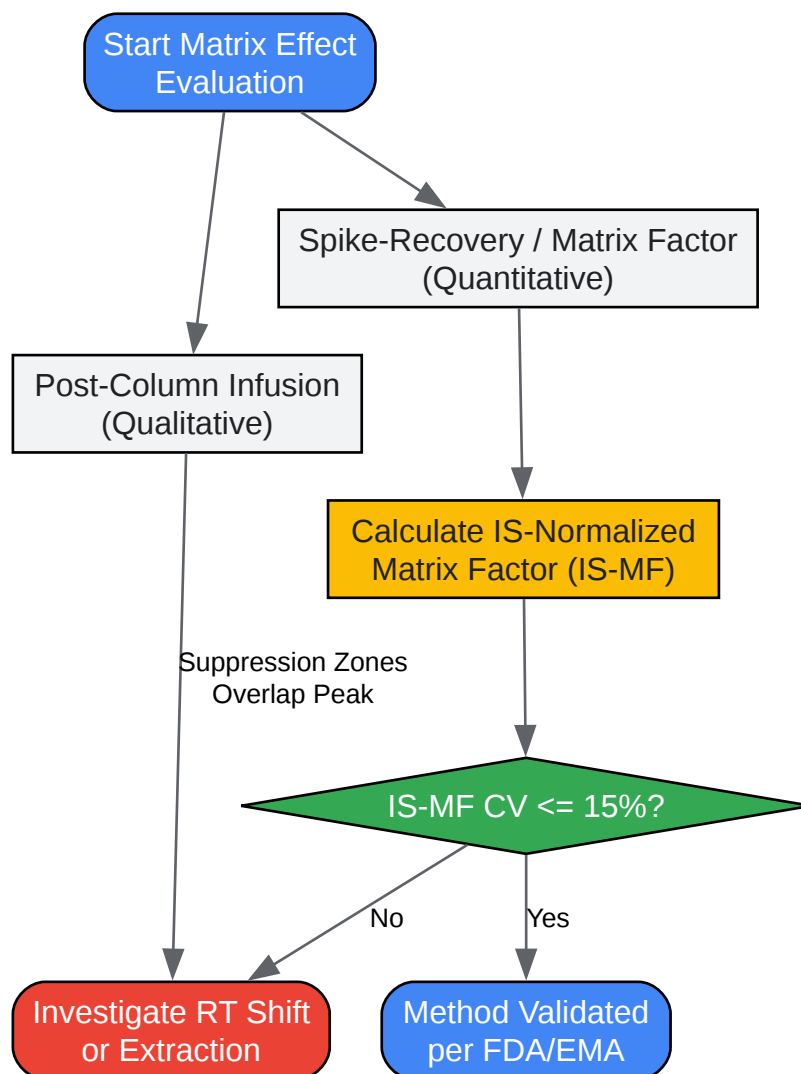 Start Matrix Effect
Evaluation
Spike-Recovery / Matrix Factor
(Quantitative)
Post-Column Infusion
(Qualitative)
Calculate IS-Normalized
Matrix Factor (IS-MF)
Suppression Zones
Overlap Peak
IS-MF CV <= 15%?
No
Yes
Investigate RT Shift
or Extraction
Method Validated
per FDA/EMA